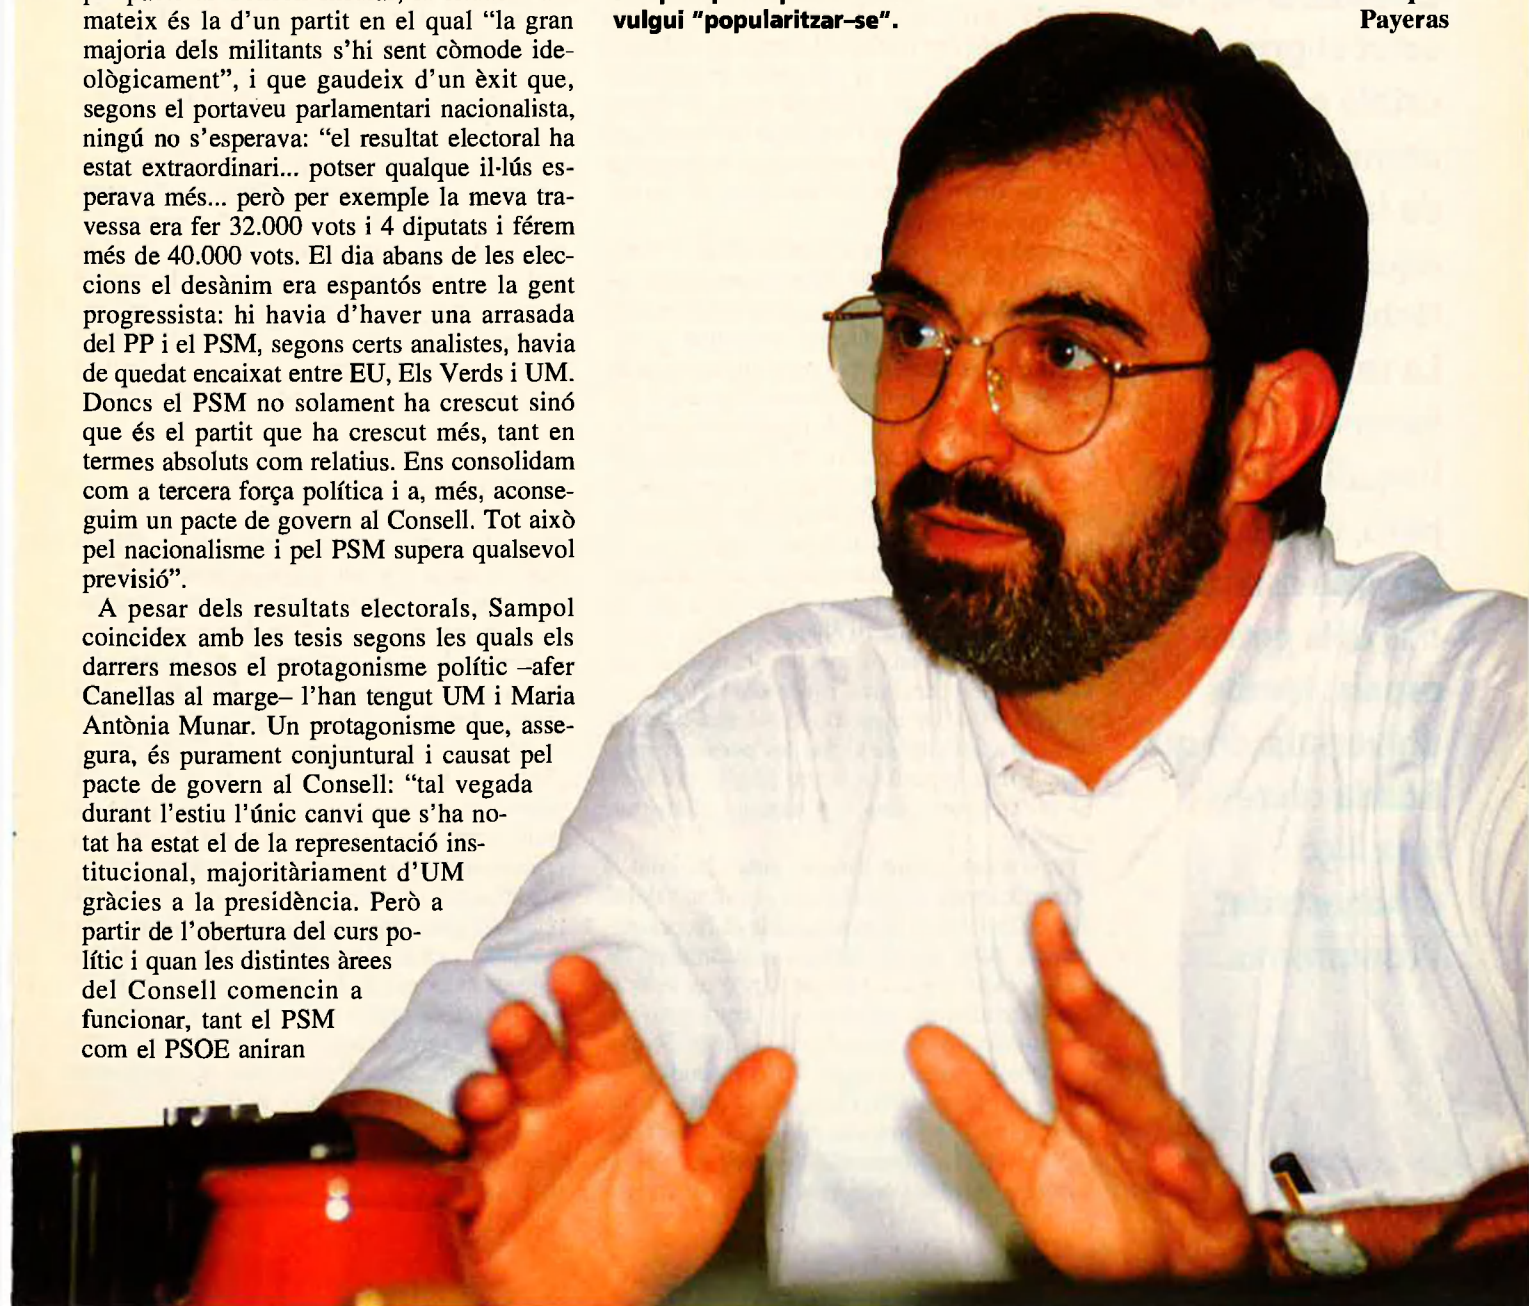 mateix és la d'un partit en el qual “la gran
majoria dels militants s'hi sent còmode ide-
ològicament”, i que gaudeix d'un èxit que,
segons el portaveu parlamentari nacionalista,
ningú no s'esperava: “el resultat electoral ha
estat extraordinari... potser qualque il·lús es-
perava més... però per exemple la meva tra-
vessa era fer 32.000 vots i 4 diputats i férem
més de 40.000 vots. El dia abans de les elec-
cions el desànim era espantós entre la gent
progressista: hi havia d'haver una arrasada
del PP i el PSM, segons certs analistes, havia
de quedat encaixat entre EU, Els Verds i UM.
Doncs el PSM no solament ha crescut sinó
que és el partit que ha crescut més, tant en
termes absoluts com relatius. Ens consolidam
com a tercera força política i a, més, aconse-
guim un pacte de govern al Consell. Tot això
pel nacionalisme i pel PSM supera qualsevol
previsió”.
A pesar dels resultats electorals, Sampol
coincidex amb les tesis segons les quals els
darrers mesos el protagonisme polític –afer
Canellas al marge– l'han tengut UM i Maria
Antònia Munar. Un protagonisme que, asse-
gura, és purament conjuntural i causat pel
pacte de govern al Consell: “tal vegada
durant l'estiu l'únic canvi que s'ha no-
tat ha estat el de la representació ins-
titucional, majoritàriament d'UM
gràcies a la presidència. Però a
partir de l'obertura del curs po-
lític i quan les distintes àrees
del Consell comencin a
funcionar, tant el PSM
com el PSOE aniran
vulgui "popularitzar–se".
Payeras